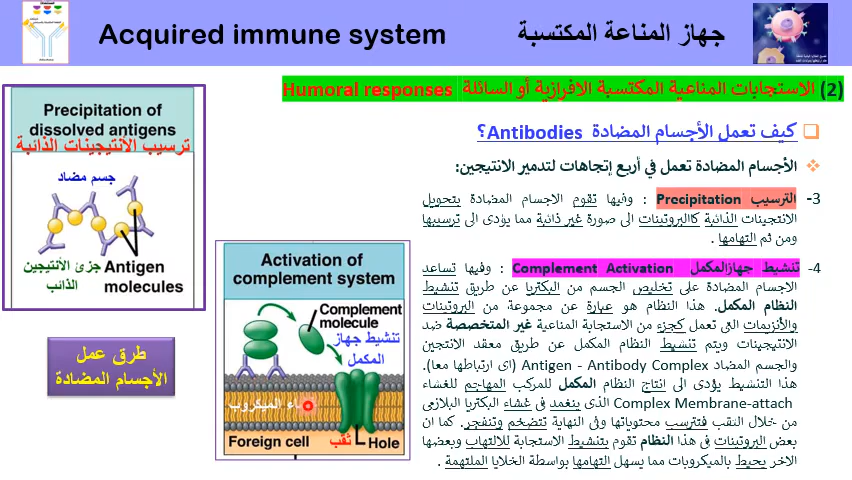 Acquired immune system
جهاز المناعة المكتسبة
(2) الاستجابات المناعية المكتسبة الافرازية أو السائلة Humoral responses
كيف تعمل الأجسام المضادة Antibodies؟
الأجسام المضادة تعمل في أربع إتجاهات لتدمير الانتيجين:
3- الترسيب Precipitation : وفيها تقوم الاجسام المضادة بتحويل
الانتجينات الذائبة كالبروتينات الى صورة غير ذائبة مما يؤدى الى ترسيبها
ومن ثم التهامها .
4- تنشيط جهازالمكمل Complement Activation : وفيها تساعد
الاجسام المضادة على تخليص الجسم من البكتريا عن طريق تنشيط
النظام المكمل. هذا النظام هو عبارة عن مجموعة من البروتينات
والأنزيمات التى تعمل كجزء من الاستجابة المناعية غير المتخصصة ضد
الانتيجينات ويتم تنشيط النظام المكمل عن طريق معقد الانتجين
والجسم المضاد Antigen - Antibody Complex (اى ارتباطها معا).
هذا التنشيط يؤدى الى انتاج النظام المكمل للمركب المهاجم للغشاء
Complex Membrane-attach الذى ينغمد فى غشاء البكتريا البلازمى
من خلال الثقب فتترسب محتوياتها وفى النهاية تتضخم وتنفجر. كما ان
بعض البروتينات فى هذا النظام تقوم بتنشيط الاستجابة للالتهاب وبعضها
الاخر يحيط بالميكروبات مما يسهل التهامها بواسطة الخلايا الملتهمة .
Precipitation of
dissolved antigens
ترسيب الأنتيجينات الذائبة
جسم مضاد
جزئ الأنتيجين
الذائب
Antigen
molecules
طرق عمل
الأجسام المضادة
Activation of
complement system
Complement
molecule
تنشيط جهاز
المكمل
الميكروب
Foreign cell
ثقب
Hole